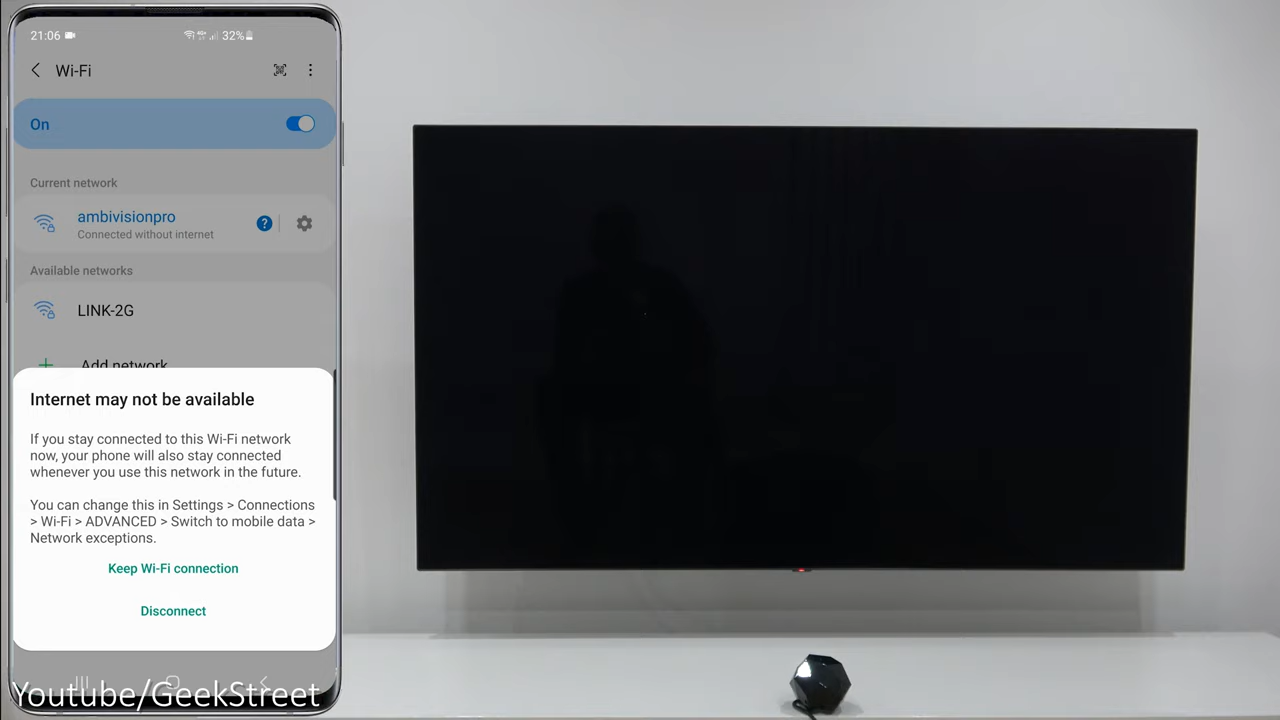 21:06
32%
Wi-Fi
On
Current network
ambivisionpro
?
Connected without internet
Available networks
LINK-2G
Add network
Internet may not be available
If you stay connected to this Wi-Fi network
now, your phone will also stay connected
whenever you use this network in the future.
You can change this in Settings > Connections
> Wi-Fi > ADVANCED > Switch to mobile data >
Network exceptions.
Keep Wi-Fi connection
Disconnect
Youtube/GeekStreet